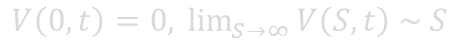 V(0, t) = 0, lim_{S→∞} V(S, t) ~ S